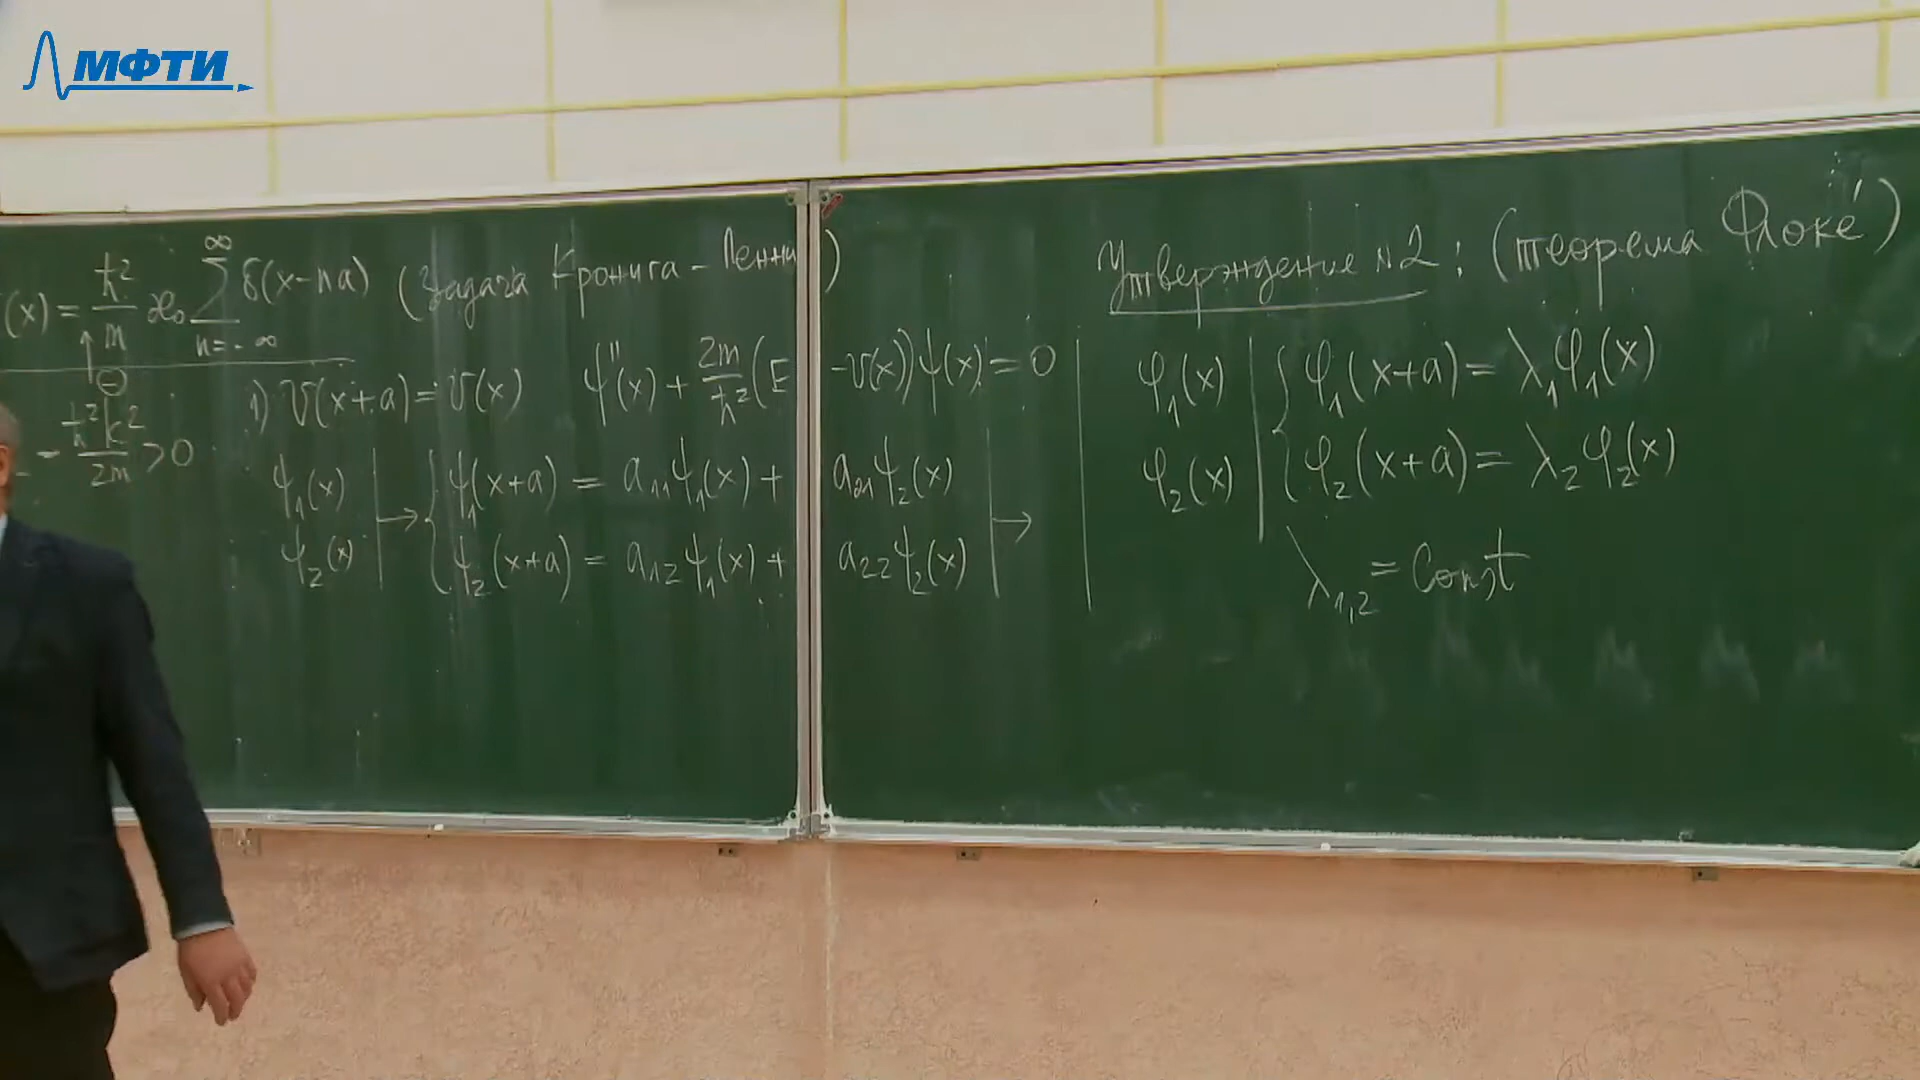 МФТИ
(x) = ħ²/m æ₀ ∑_{n=-∞}^{∞} δ(x-na) (Задача Кронига - Пенни)
- ħ²k²/2m >0
1) V(x+a) = V(x) ψ''(x) + 2m/ħ² (E - V(x))ψ(x) = 0
ψ₁(x) → { ψ₁(x+a) = a₁₁ψ₁(x) + a₂₁ψ₂(x) →
ψ₂(x) ψ₂(x+a) = a₁₂ψ₁(x) + a₂₂ψ₂(x)
Утверждение №2: (теорема Флоке́)
φ₁(x) | { φ₁(x+a) = λ₁φ₁(x)
φ₂(x) | φ₂(x+a) = λ₂φ₂(x)
λ₁,₂ = Const